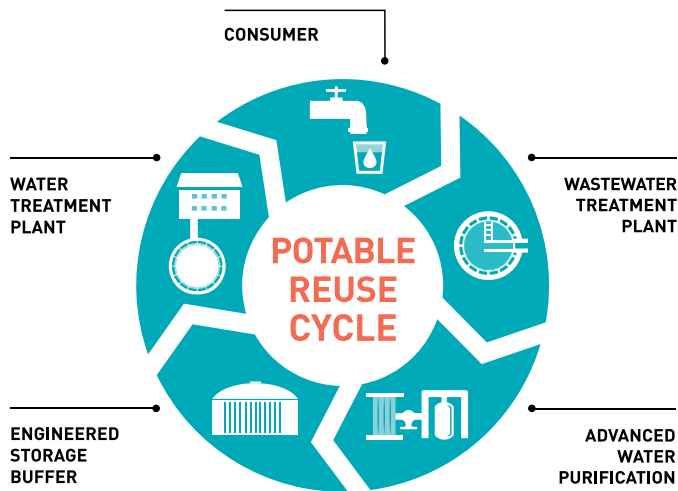 CONSUMER
WATER
TREATMENT
PLANT
WASTEWATER
TREATMENT
PLANT
POTABLE
REUSE
CYCLE
ENGINEERED
STORAGE
BUFFER
ADVANCED
WATER
PURIFICATION